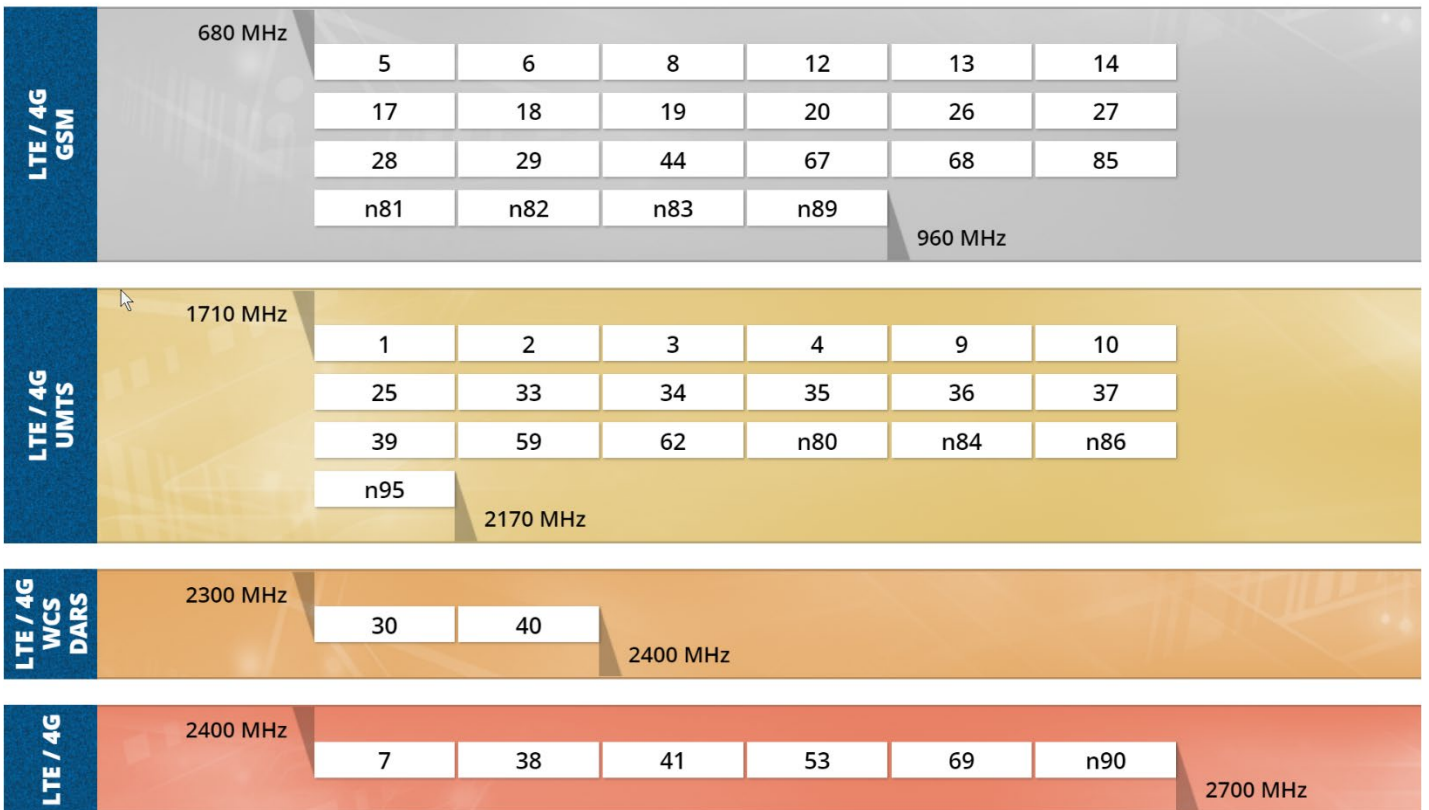 LTE / 4G
GSM
680 MHz
5 6 8 12 13 14
17 18 19 20 26 27
28 29 44 67 68 85
n81 n82 n83 n89
960 MHz
LTE / 4G
UMTS
1710 MHz
1 2 3 4 9 10
25 33 34 35 36 37
39 59 62 n80 n84 n86
n95
2170 MHz
LTE / 4G
WCS
DARS
2300 MHz
30 40
2400 MHz
LTE / 4G
2400 MHz
7 38 41 53 69 n90
2700 MHz